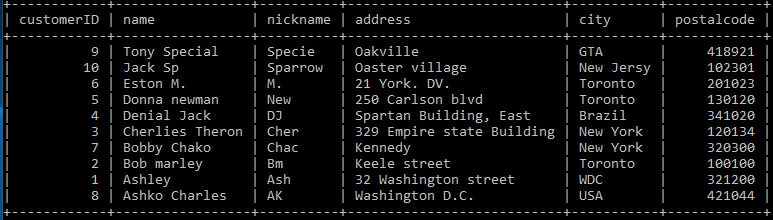 +------------+------------------+----------+---------------------------+------------+------------+
| customerID | name | nickname | address | city | postalcode |
+------------+------------------+----------+---------------------------+------------+------------+
| 9 | Tony Special | Specie | Oakville | GTA | 418921 |
| 10 | Jack Sp | Sparrow | Oaster village | New Jersy | 102301 |
| 6 | Eston M. | M. | 21 York. DV. | Toronto | 201023 |
| 5 | Donna newman | New | 250 Carlson blvd | Toronto | 130120 |
| 4 | Denial Jack | DJ | Spartan Building, East | Brazil | 341020 |
| 3 | Cherlies Theron | Cher | 329 Empire state Building | New York | 120134 |
| 7 | Bobby Chako | Chac | Kennedy | New York | 320300 |
| 2 | Bob marley | Bm | Keele street | Toronto | 100100 |
| 1 | Ashley | Ash | 32 Washington street | WDC | 321200 |
| 8 | Ashko Charles | AK | Washington D.C. | USA | 421044 |
+------------+------------------+----------+---------------------------+------------+------------+